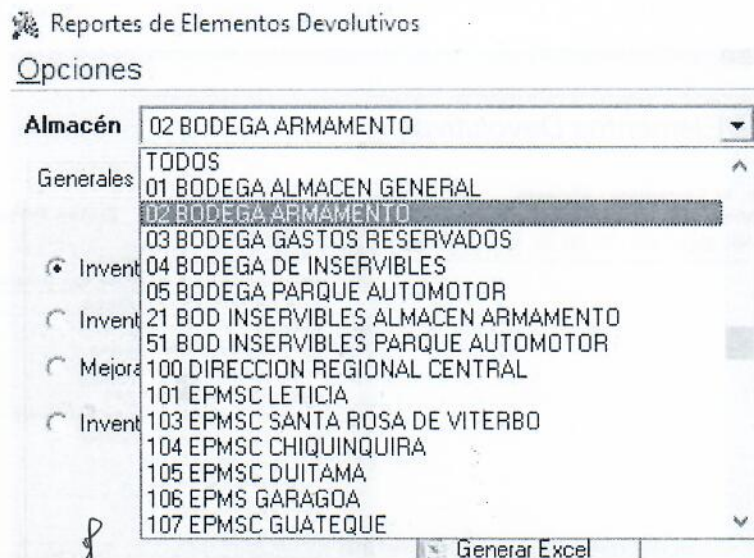 Reportes de Elementos Devolutivos
Opciones
Almacén 02 BODEGA ARMAMENTO
TODOS
Generales 01 BODEGA ALMACEN GENERAL
02 BODEGA ARMAMENTO
03 BODEGA GASTOS RESERVADOS
Invent 04 BODEGA DE INSERVIBLES
05 BODEGA PARQUE AUTOMOTOR
Invent 21 BOD INSERVIBLES ALMACEN ARMAMENTO
51 BOD INSERVIBLES PARQUE AUTOMOTOR
Mejora 100 DIRECCION REGIONAL CENTRAL
101 EPMSC LETICIA
Invent 103 EPMSC SANTA ROSA DE VITERBO
104 EPMSC CHIQUINQUIRA
105 EPMSC DUITAMA
106 EPMS GARAGOA
107 EPMSC GUATEQUE
Generar Excel